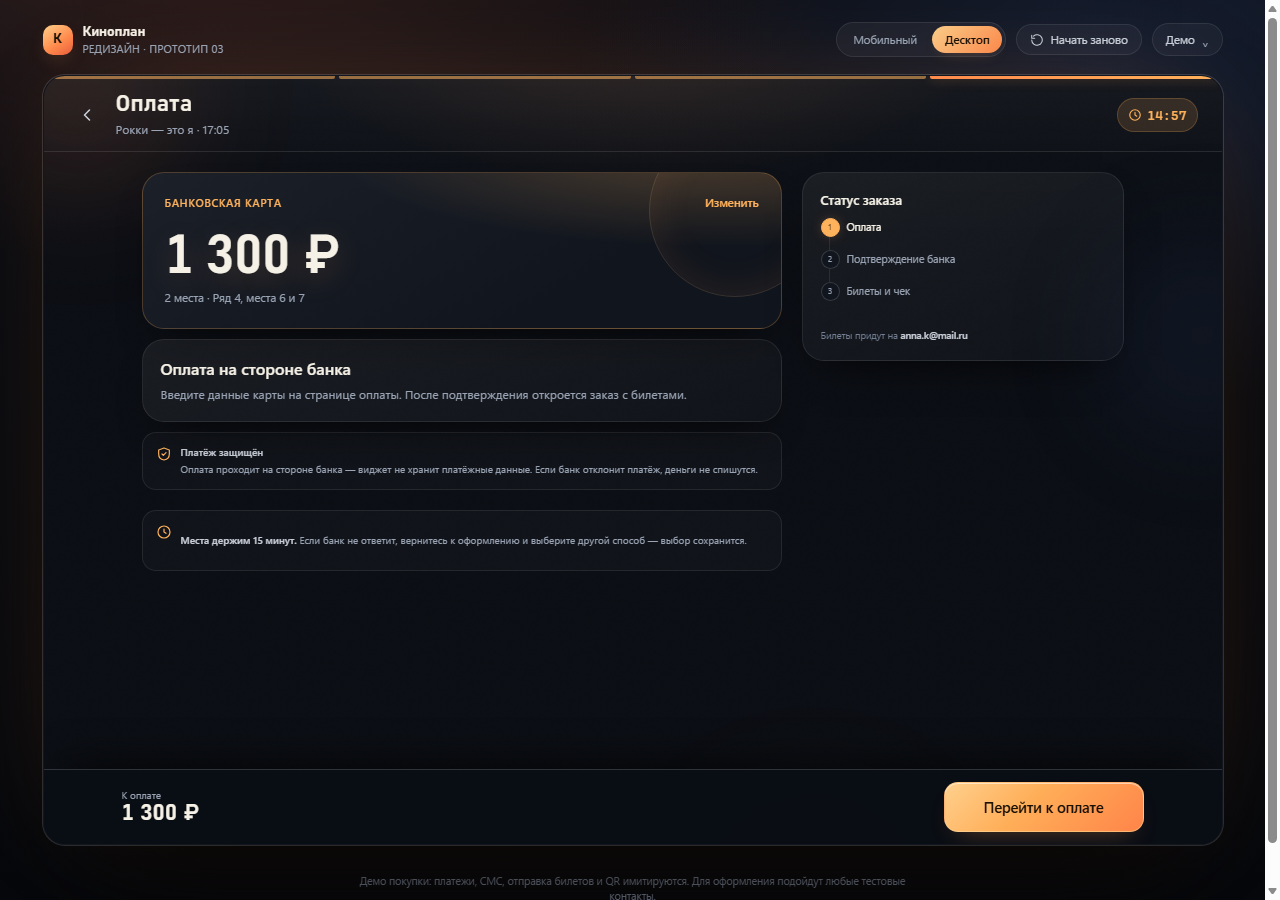 К
Киноплан
РЕДИЗАЙН · ПРОТОТИП 03
Мобильный
Десктоп
Начать заново
Демо
Оплата
Рокки — это я · 17:05
14:57
БАНКОВСКАЯ КАРТА
Изменить
1 300 ₽
2 места · Ряд 4, места 6 и 7
Оплата на стороне банка
Введите данные карты на странице оплаты. После подтверждения откроется заказ с билетами.
Платёж защищён
Оплата проходит на стороне банка — виджет не хранит платёжные данные. Если банк отклонит платёж, деньги не спишутся.
Места держим 15 минут. Если банк не ответит, вернитесь к оформлению и выберите другой способ — выбор сохранится.
Статус заказа
1 Оплата
2 Подтверждение банка
3 Билеты и чек
Билеты придут на anna.k@mail.ru
К оплате
1 300 ₽
Перейти к оплате
Демо покупки: платежи, СМС, отправка билетов и QR имитируются. Для оформления подойдут любые тестовые
контакты.